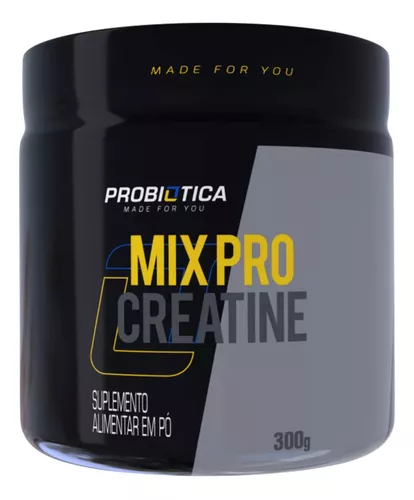 MADE FOR YOU
PROBIOTICA
MADE FOR YOU
MIX PRO
CREATINE
SUPLEMENTO
ALIMENTAR EM PÓ
300g